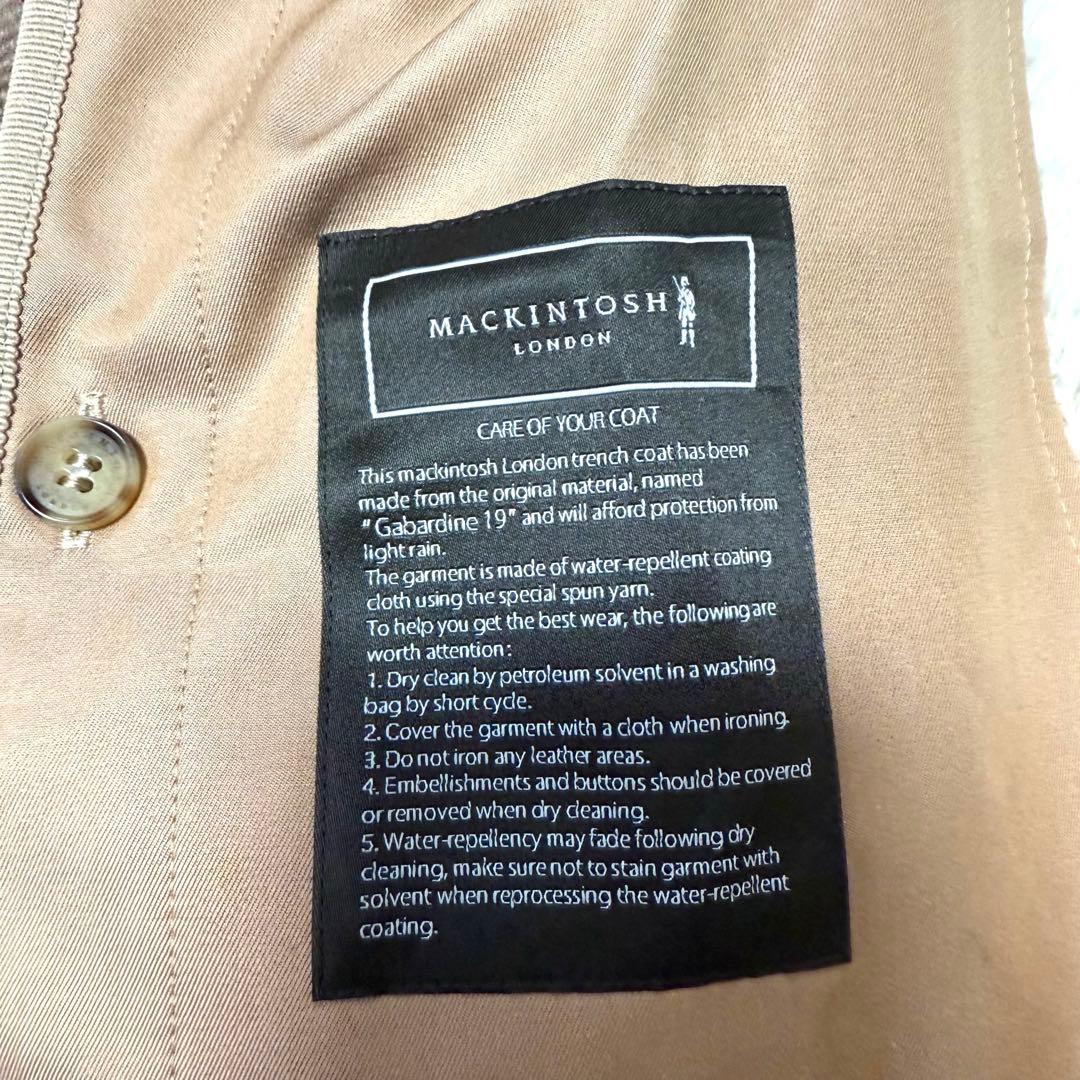 MACKINTOSH
LONDON
CARE OF YOUR COAT
This mackintosh London trench coat has been
made from the original material, named
"Gabardine 19" and will afford protection from
light rain.
The garment is made of water-repellent coating
cloth using the special spun yarn.
To help you get the best wear, the following are
worth attention:
1. Dry clean by petroleum solvent in a washing
bag by short cycle.
2. Cover the garment with a cloth when ironing.
3. Do not iron any leather areas.
4. Embellishments and buttons should be covered
or removed when dry cleaning.
5. Water-repellency may fade following dry
cleaning, make sure not to stain garment with
solvent when reprocessing the water-repellent
coating.